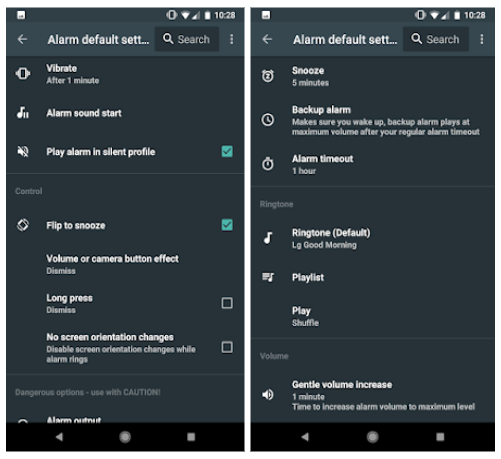 10:28
Alarm default sett... Search
Vibrate
After 1 minute
Alarm sound start
Play alarm in silent profile
Control
Flip to snooze
Volume or camera button effect
Dismiss
Long press
Dismiss
No screen orientation changes
Disable screen orientation changes while
alarm rings
Dangerous options - use with CAUTION!
Alarm output
10:28
Alarm default sett... Search
Snooze
5 minutes
Backup alarm
Makes sure you wake up, backup alarm plays at
maximum volume after your regular alarm timeout
Alarm timeout
1 hour
Ringtone
Ringtone (Default)
Lg Good Morning
Playlist
Play
Shuffle
Volume
Gentle volume increase
1 minute
Time to increase alarm volume to maximum level